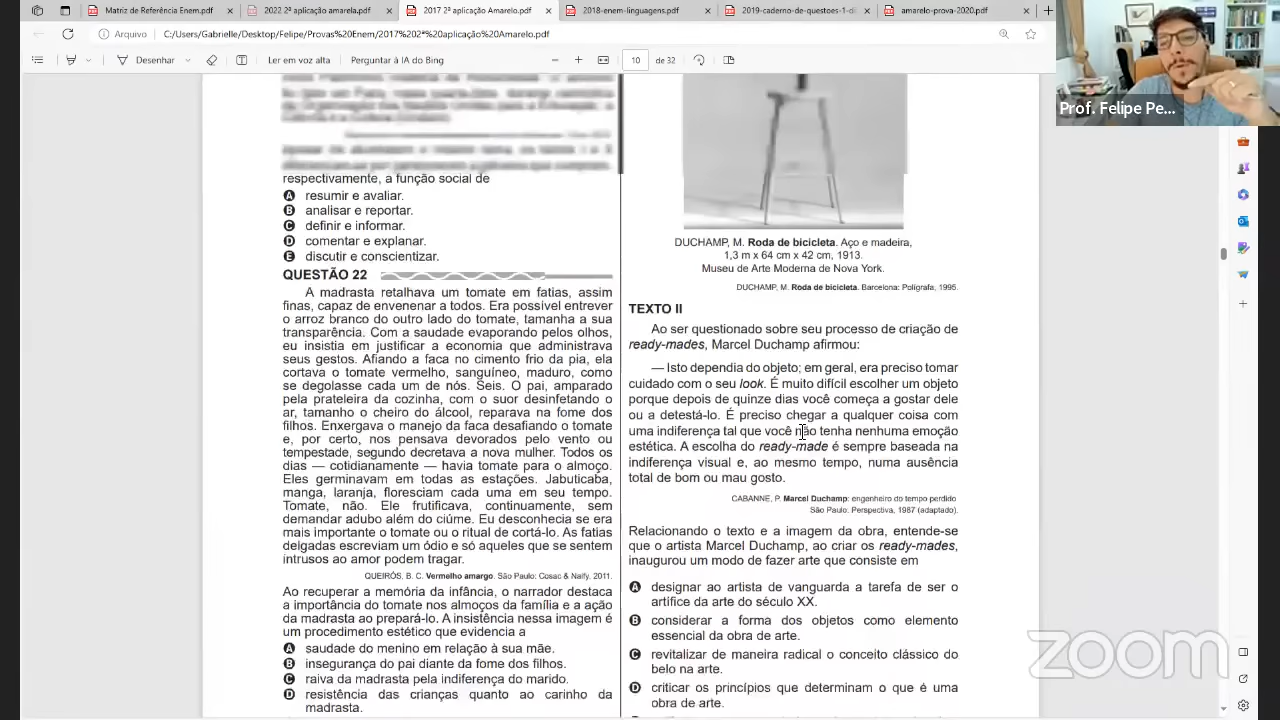 Matriz de Referência Enem.pdf
2022 2ª aplicação amarela.pdf
2017 2ª aplicação Amarelo.pdf
2018-enem-linguagens.pdf
2019-caderno-de-questoes-1-di
amarelo-prova-2020.pdf
Arquivo
C:/Users/Gabrielle/Desktop/Felipe/Provas%20Enem/2017%202ª%20aplicação%20Amarelo.pdf
Desenhar
Ler em voz alta
Perguntar à IA do Bing
10
de 32
Prof. Felipe Pe...
respectivamente, a função social de
A resumir e avaliar.
B analisar e reportar.
C definir e informar.
D comentar e explanar.
E discutir e conscientizar.
QUESTÃO 22
A madrasta retalhava um tomate em fatias, assim
finas, capaz de envenenar a todos. Era possível entrever
o arroz branco do outro lado do tomate, tamanha a sua
transparência. Com a saudade evaporando pelos olhos,
eu insistia em justificar a economia que administrava
seus gestos. Afiando a faca no cimento frio da pia, ela
cortava o tomate vermelho, sanguíneo, maduro, como
se degolasse cada um de nós. Seis. O pai, amparado
pela prateleira da cozinha, com o suor desinfetando o
ar, tamanho o cheiro do álcool, reparava na fome dos
filhos. Enxergava o manejo da faca desafiando o tomate
e, por certo, nos pensava devorados pelo vento ou
tempestade, segundo decretava a nova mulher. Todos os
dias — cotidianamente — havia tomate para o almoço.
Eles germinavam em todas as estações. Jabuticaba,
manga, laranja, floresciam cada uma em seu tempo.
Tomate, não. Ele frutificava, continuamente, sem
demandar adubo além do ciúme. Eu desconhecia se era
mais importante o tomate ou o ritual de cortá-lo. As fatias
delgadas escreviam um ódio e só aqueles que se sentem
intrusos ao amor podem tragar.
QUEIRÓS, B. C. Vermelho amargo. São Paulo: Cosac & Naify, 2011.
Ao recuperar a memória da infância, o narrador destaca
a importância do tomate nos almoços da família e a ação
da madrasta ao prepará-lo. A insistência nessa imagem é
um procedimento estético que evidencia a
A saudade do menino em relação à sua mãe.
B insegurança do pai diante da fome dos filhos.
C raiva da madrasta pela indiferença do marido.
D resistência das crianças quanto ao carinho da
madrasta.
DUCHAMP, M. Roda de bicicleta. Aço e madeira,
1,3 m x 64 cm x 42 cm, 1913.
Museu de Arte Moderna de Nova York.
DUCHAMP, M. Roda de bicicleta. Barcelona: Polígrafa, 1995.
TEXTO II
Ao ser questionado sobre seu processo de criação de
ready-mades, Marcel Duchamp afirmou:
— Isto dependia do objeto; em geral, era preciso tomar
cuidado com o seu look. É muito difícil escolher um objeto
porque depois de quinze dias você começa a gostar dele
ou a detestá-lo. É preciso chegar a qualquer coisa com
uma indiferença tal que você não tenha nenhuma emoção
estética. A escolha do ready-made é sempre baseada na
indiferença visual e, ao mesmo tempo, numa ausência
total de bom ou mau gosto.
CABANNE, P. Marcel Duchamp: engenheiro do tempo perdido.
São Paulo: Perspectiva, 1987 (adaptado).
Relacionando o texto e a imagem da obra, entende-se
que o artista Marcel Duchamp, ao criar os ready-mades,
inaugurou um modo de fazer arte que consiste em
A designar ao artista de vanguarda a tarefa de ser o
artífice da arte do século XX.
B considerar a forma dos objetos como elemento
essencial da obra de arte.
C revitalizar de maneira radical o conceito clássico do
belo na arte.
D criticar os princípios que determinam o que é uma
obra de arte.
zoom